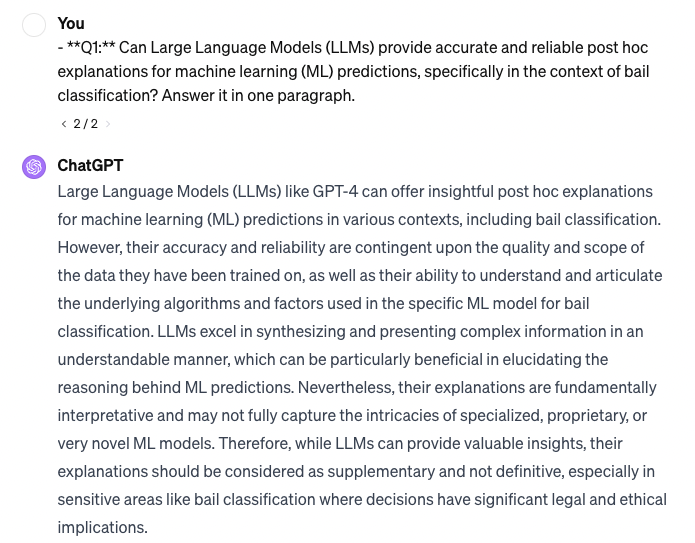 You
- **Q1:** Can Large Language Models (LLMs) provide accurate and reliable post hoc
explanations for machine learning (ML) predictions, specifically in the context of bail
classification? Answer it in one paragraph.
< 2 / 2 >
ChatGPT
Large Language Models (LLMs) like GPT-4 can offer insightful post hoc explanations
for machine learning (ML) predictions in various contexts, including bail classification.
However, their accuracy and reliability are contingent upon the quality and scope of
the data they have been trained on, as well as their ability to understand and articulate
the underlying algorithms and factors used in the specific ML model for bail
classification. LLMs excel in synthesizing and presenting complex information in an
understandable manner, which can be particularly beneficial in elucidating the
reasoning behind ML predictions. Nevertheless, their explanations are fundamentally
interpretative and may not fully capture the intricacies of specialized, proprietary, or
very novel ML models. Therefore, while LLMs can provide valuable insights, their
explanations should be considered as supplementary and not definitive, especially in
sensitive areas like bail classification where decisions have significant legal and ethical
implications.